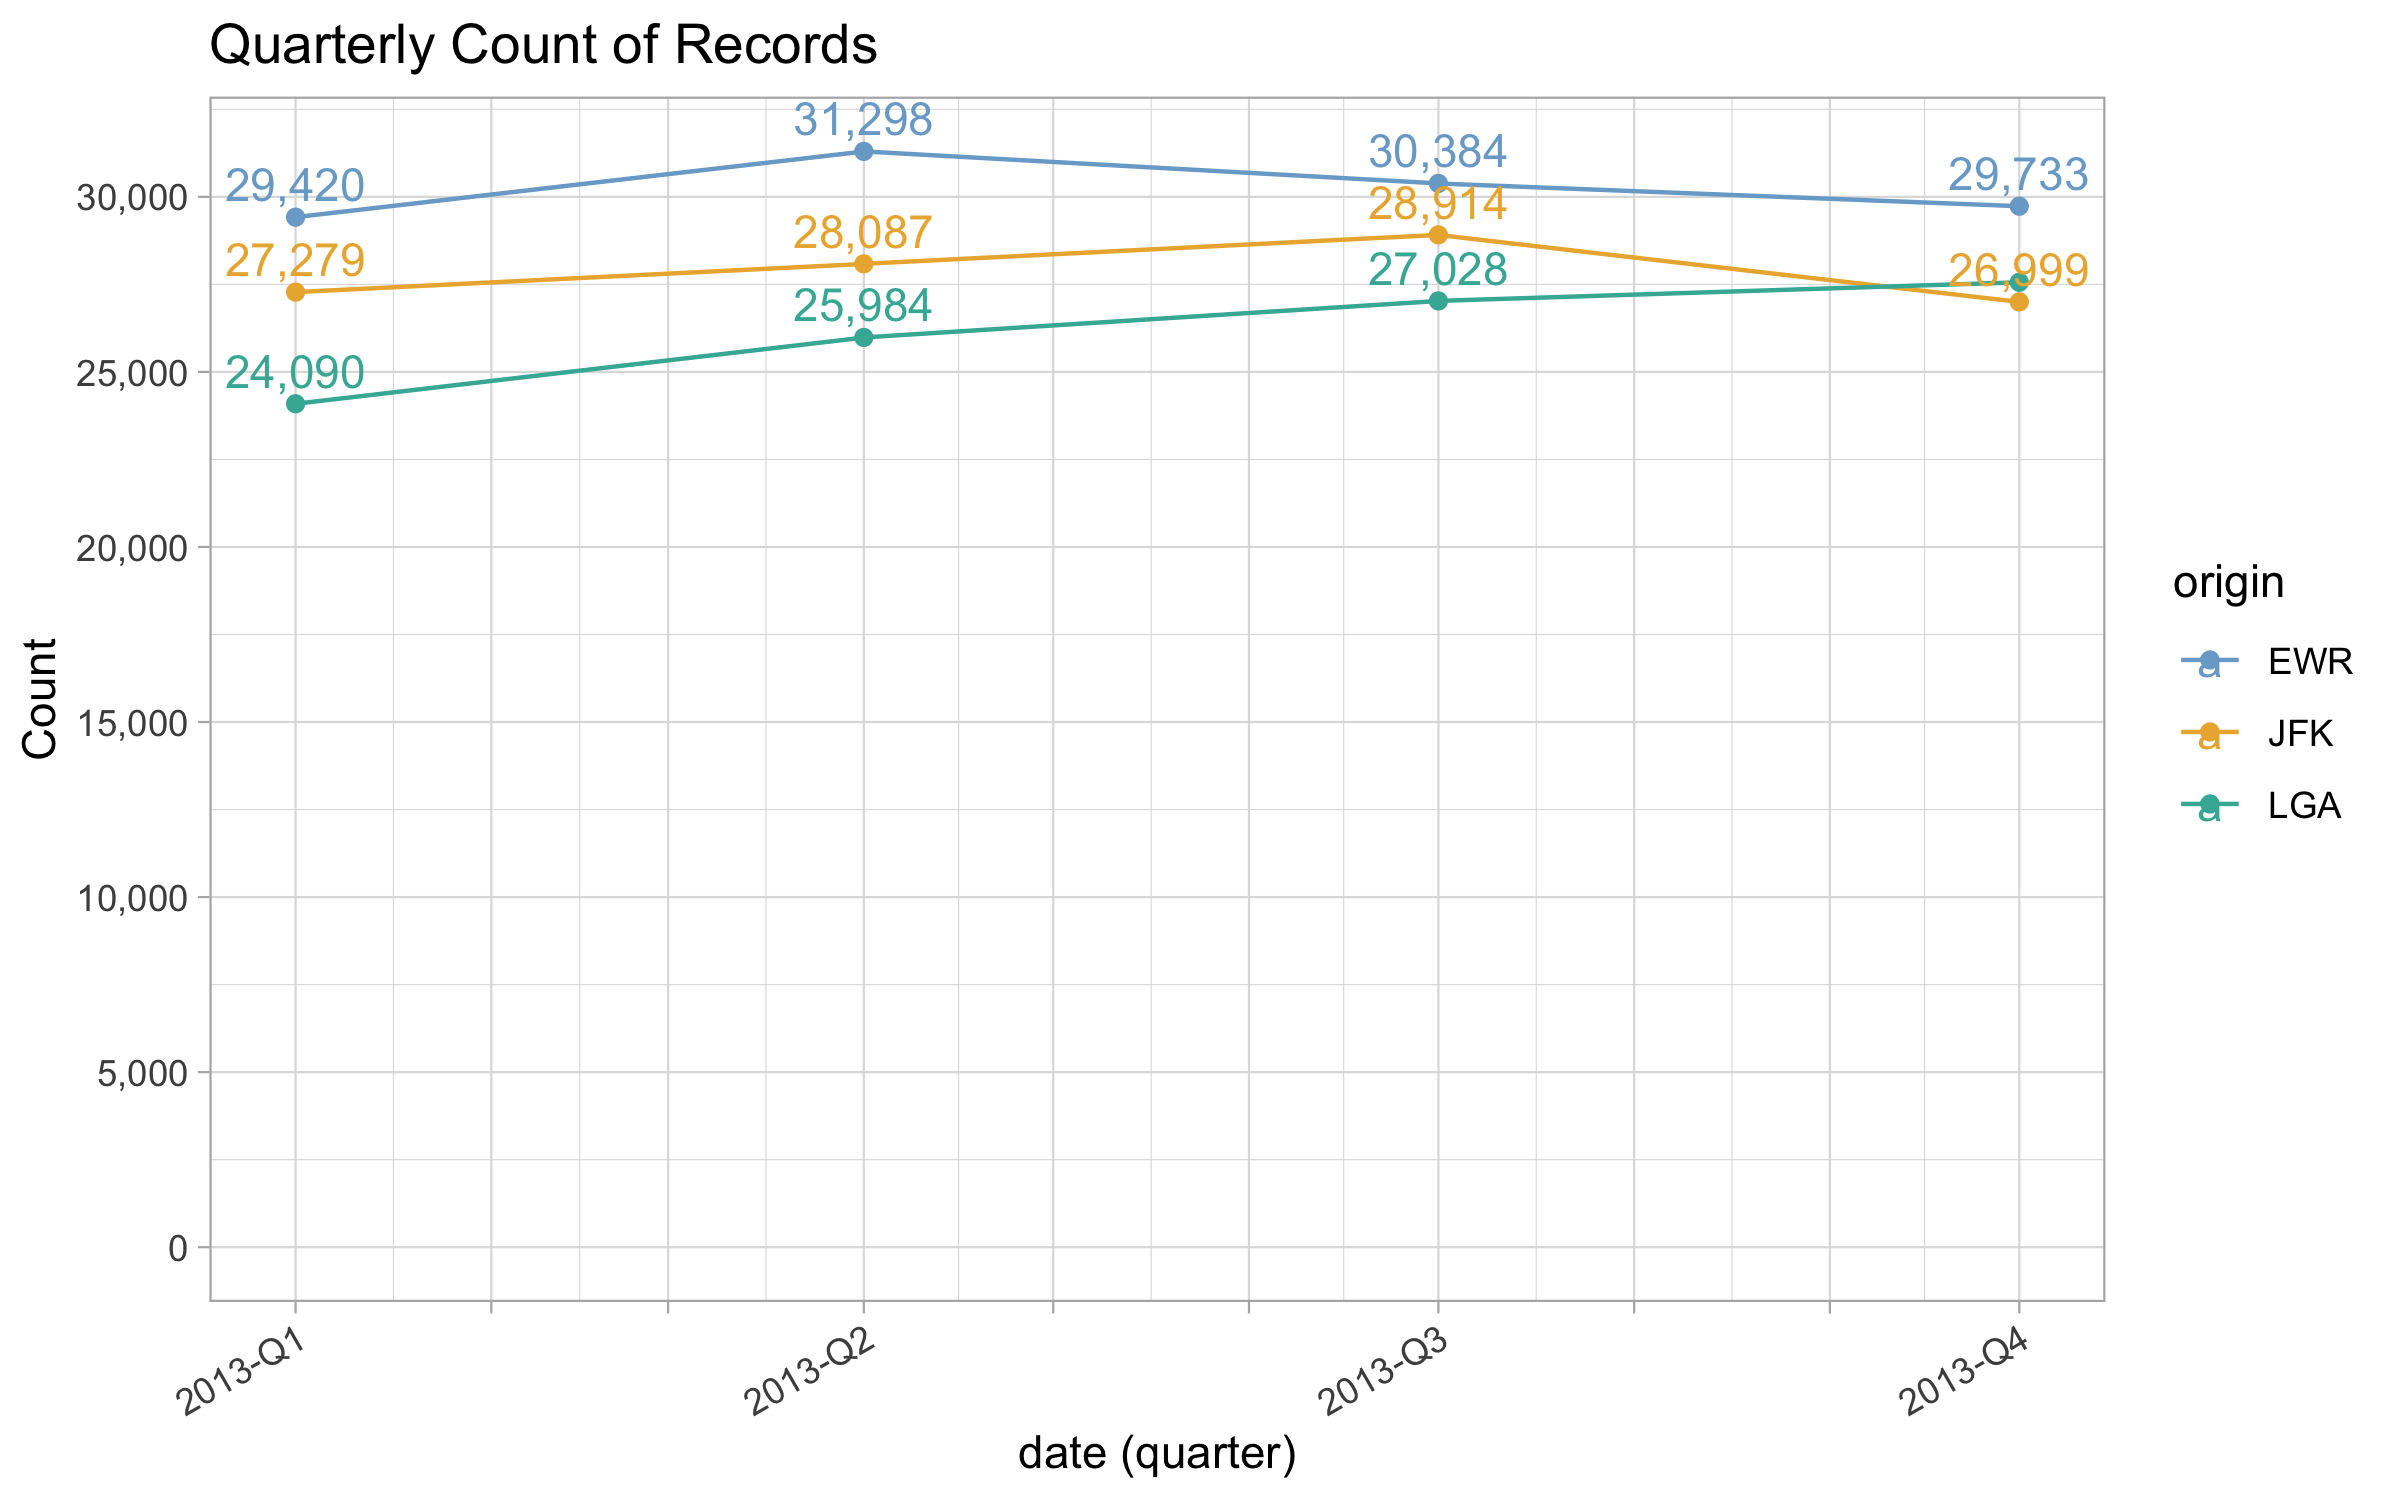 Quarterly Count of Records
31,298
30,384
29,420
29,733
28,914
28,087
27,279
26,999
27,028
25,984
24,090
30,000
25,000
20,000
15,000
10,000
5,000
0
Count
2013-Q1
2013-Q2
2013-Q3
2013-Q4
date (quarter)
origin
a EWR
a JFK
a LGA